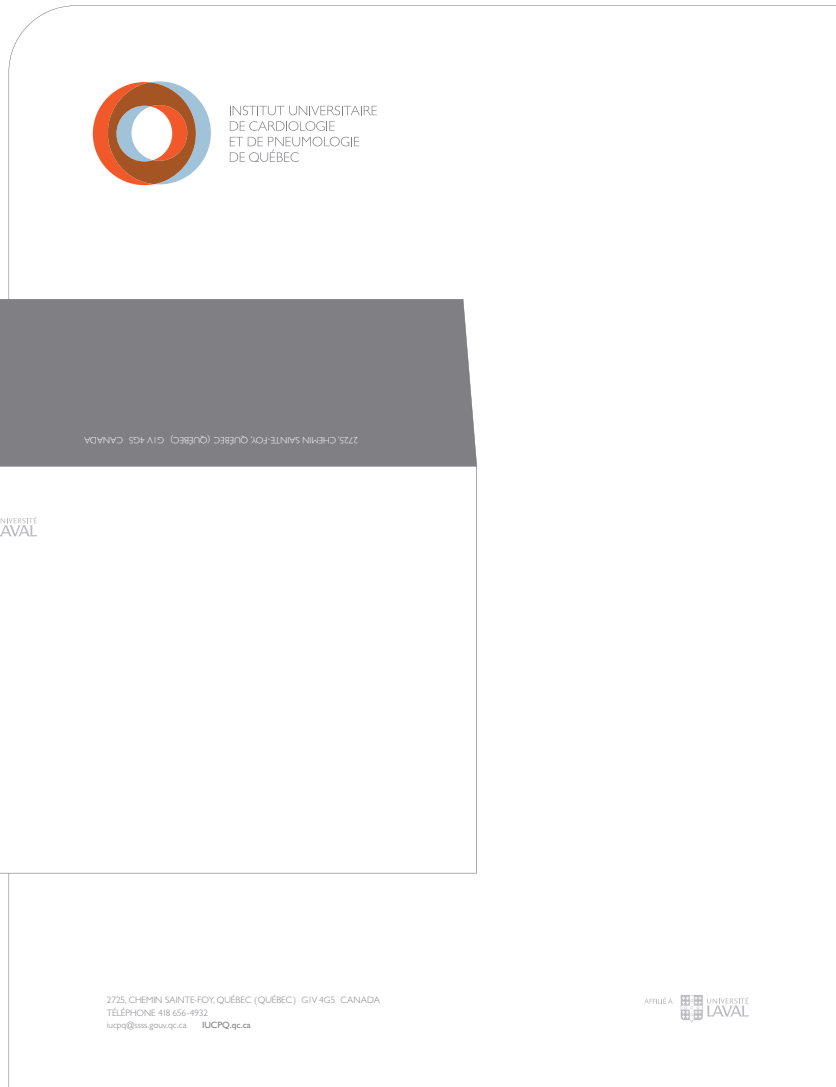 INSTITUT UNIVERSITAIRE
DE CARDIOLOGIE
ET DE PNEUMOLOGIE
DE QUÉBEC
2725, CHEMIN SAINTE-FOY, QUÉBEC (QUÉBEC) G1V 4G5 CANADA
NIVERSITÉ
AVAL
2725, CHEMIN SAINTE-FOY, QUÉBEC (QUÉBEC) G1V 4G5 CANADA
TÉLÉPHONE 418 656-4932
iucpq@ssss.gouv.qc.ca IUCPQ.qc.ca
AFFILIÉ À UNIVERSITÉ
LAVAL